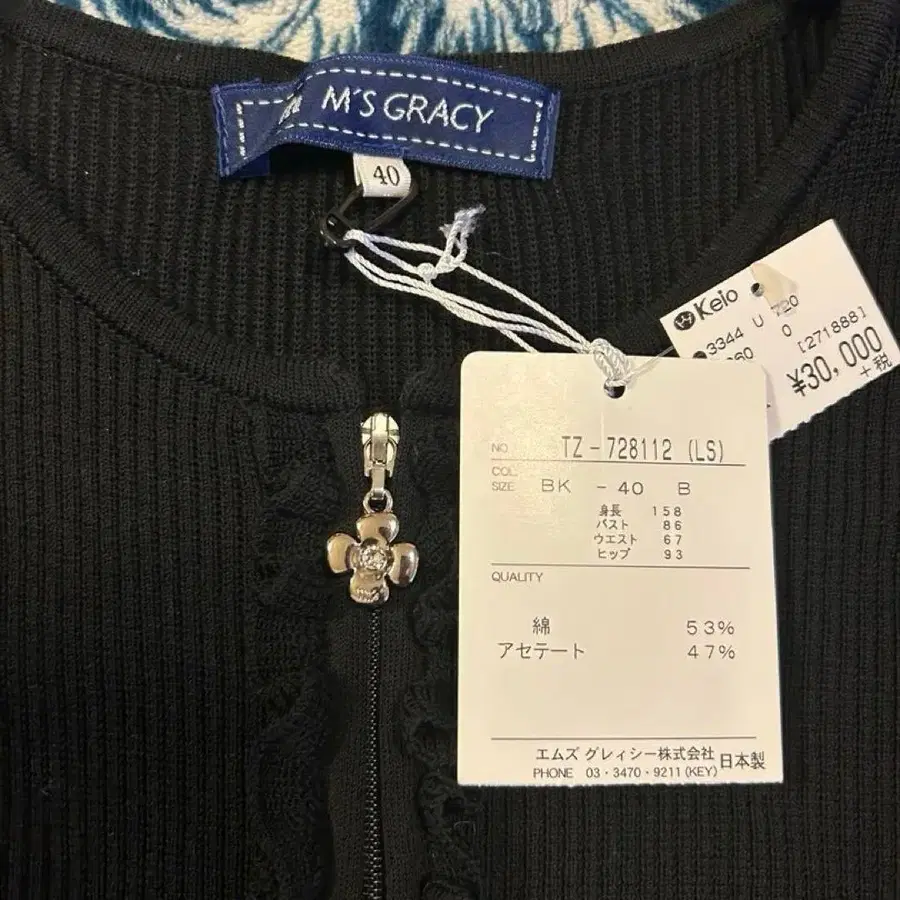 M'S GRACY
40
Keio
3344 U 720
0
[271888]
¥30,000
+税
NO. TZ-728112 (LS)
COL.
SIZE BK - 40 B
身長 158
バスト 86
ウエスト 67
ヒップ 93
QUALITY
綿 53%
アセテート 47%
エムズ グレィシー株式会社
日本製
PHONE 03・3470・9211(KEY)